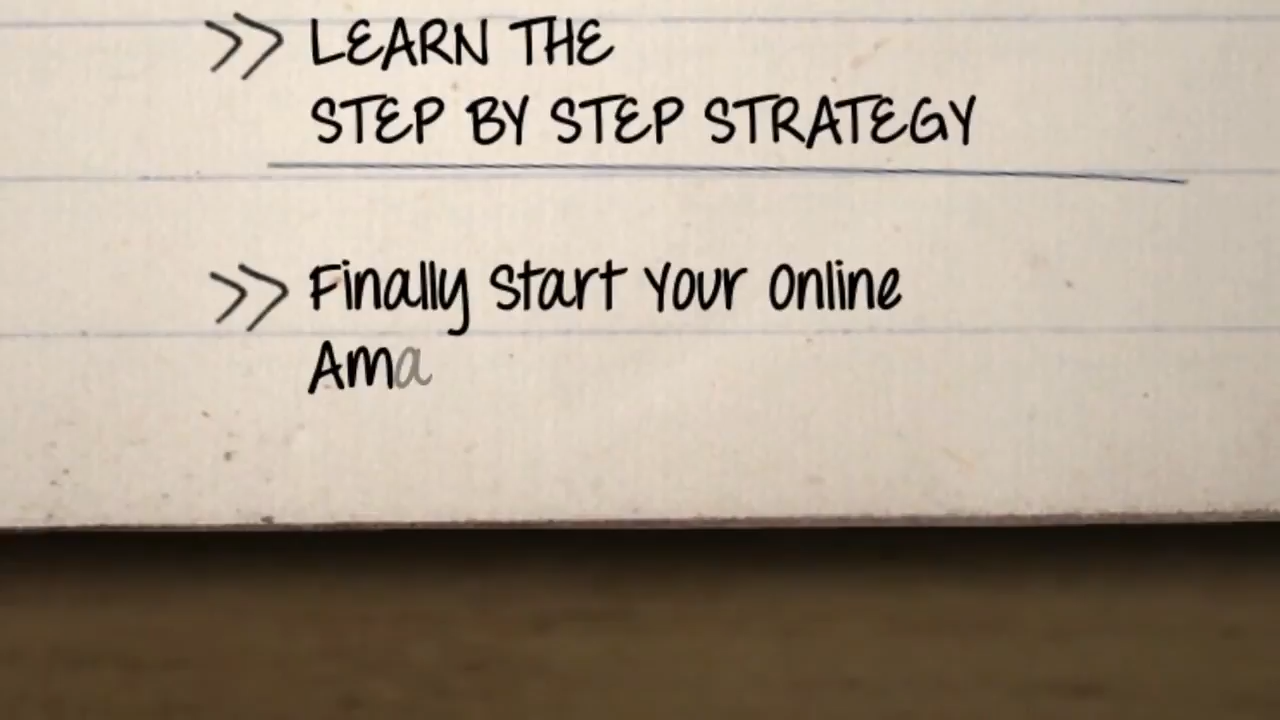 >> LEARN THE
STEP BY STEP STRATEGY
>> Finally Start Your Online
Ama